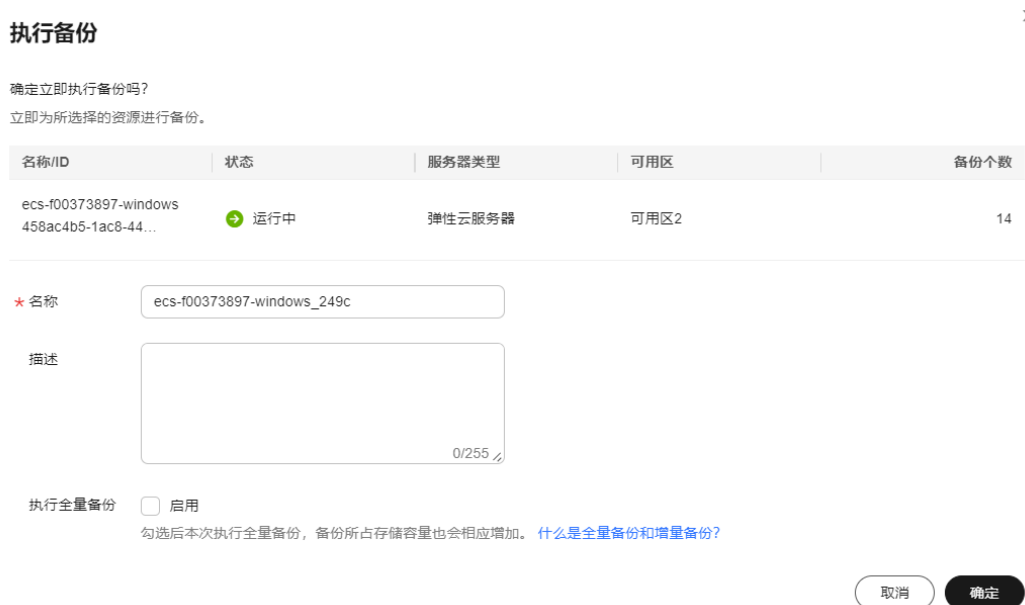 执行备份
确定立即执行备份吗?
立即为所选择的资源进行备份。
名称/ID 状态 服务器类型 可用区 备份个数
ecs-f00373897-windows
458ac4b5-1ac8-44...
运行中 弹性云服务器 可用区2 14
* 名称 ecs-f00373897-windows_249c
描述
0/255
执行全量备份 启用
勾选后本次执行全量备份，备份所占存储容量也会相应增加。 什么是全量备份和增量备份?
取消 确定